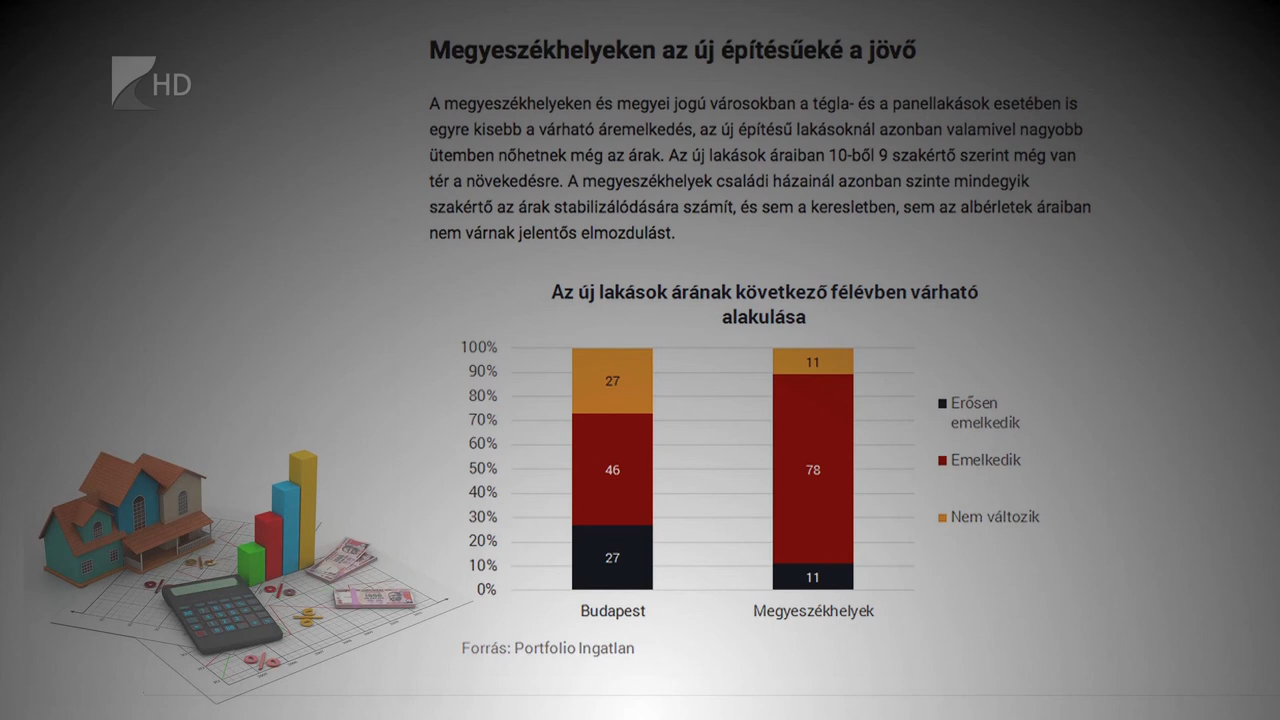 HD
Megyeszékhelyeken az új építésűeké a jövő
A megyeszékhelyeken és megyei jogú városokban a tégla- és a panellakások esetében is
egyre kisebb a várható áremelkedés, az új építésű lakásoknál azonban valamivel nagyobb
ütemben nőhetnek még az árak. Az új lakások áraiban 10-ből 9 szakértő szerint még van
tér a növekedésre. A megyeszékhelyek családi házainál azonban szinte mindegyik
szakértő az árak stabilizálódására számít, és sem a keresletben, sem az albérletek áraiban
nem várnak jelentős elmozdulást.
Az új lakások árának következő félévben várható
alakulása
100%
90%
80%
70%
60%
50%
40%
30%
20%
10%
0%
27
46
27
11
78
11
Budapest
Megyeszékhelyek
Erősen
emelkedik
Emelkedik
Nem változik
Forrás: Portfolio Ingatlan